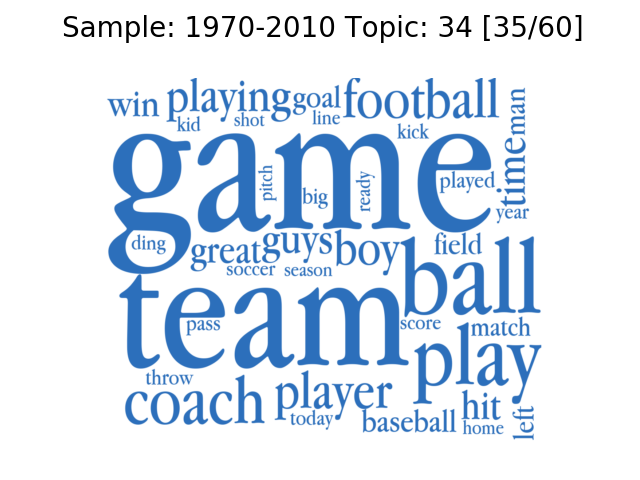 Sample: 1970-2010 Topic: 34 [35/60]
win playing goal football man
kid shot line kick
game time
pitch big ready played year
ding great guys boy field
soccer season ball
team
pass score match
play
throw coach player hit left
today baseball home